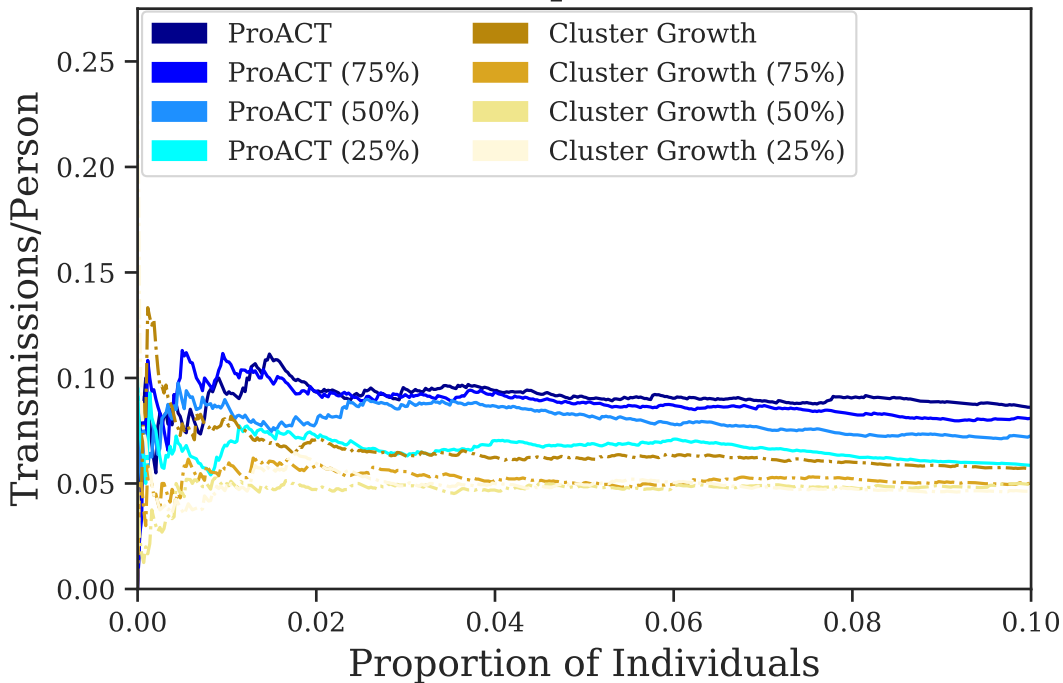 ProACT
ProACT (75%)
ProACT (50%)
ProACT (25%)
Cluster Growth
Cluster Growth (75%)
Cluster Growth (50%)
Cluster Growth (25%)
Transmissions/Person
0.25
0.20
0.15
0.10
0.05
0.00
0.00 0.02 0.04 0.06 0.08 0.10
Proportion of Individuals